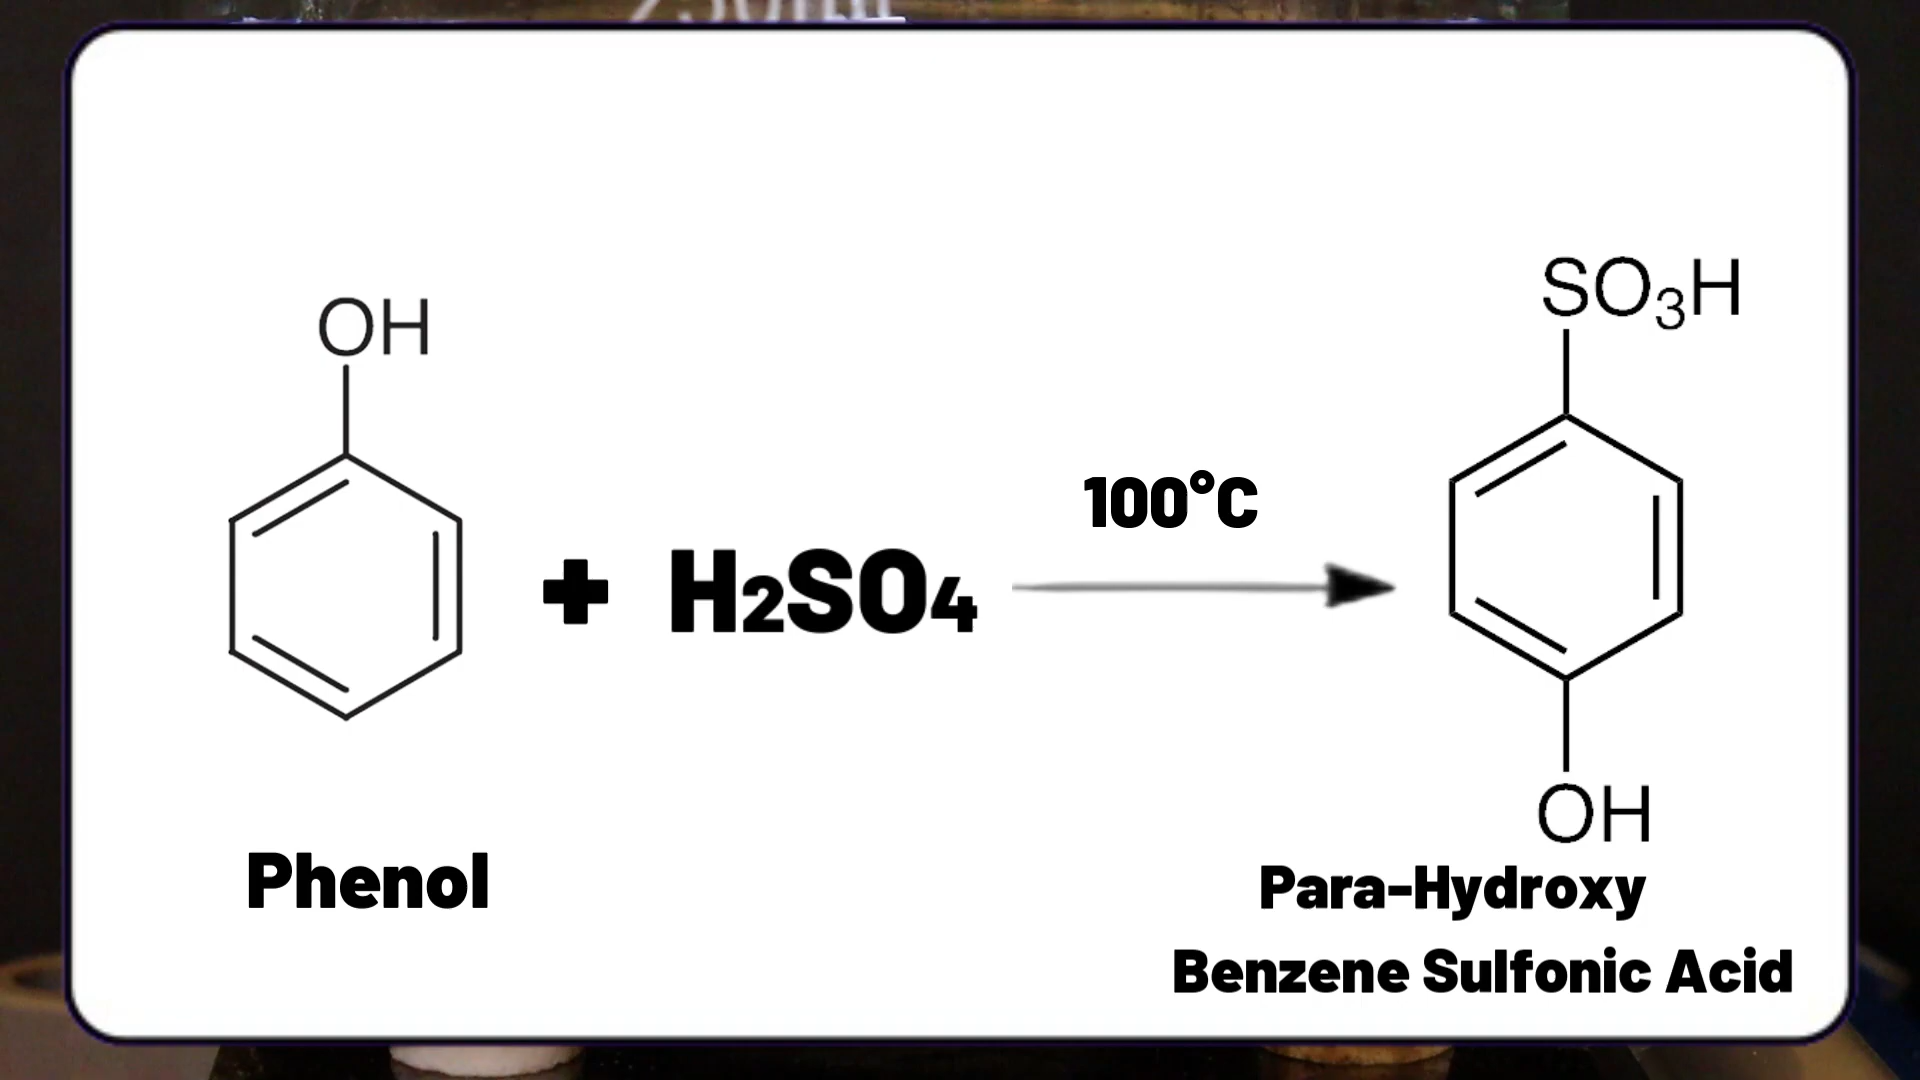 OH
SO₃H
100°C
+ H₂SO₄
OH
Phenol
Para-Hydroxy
Benzene Sulfonic Acid